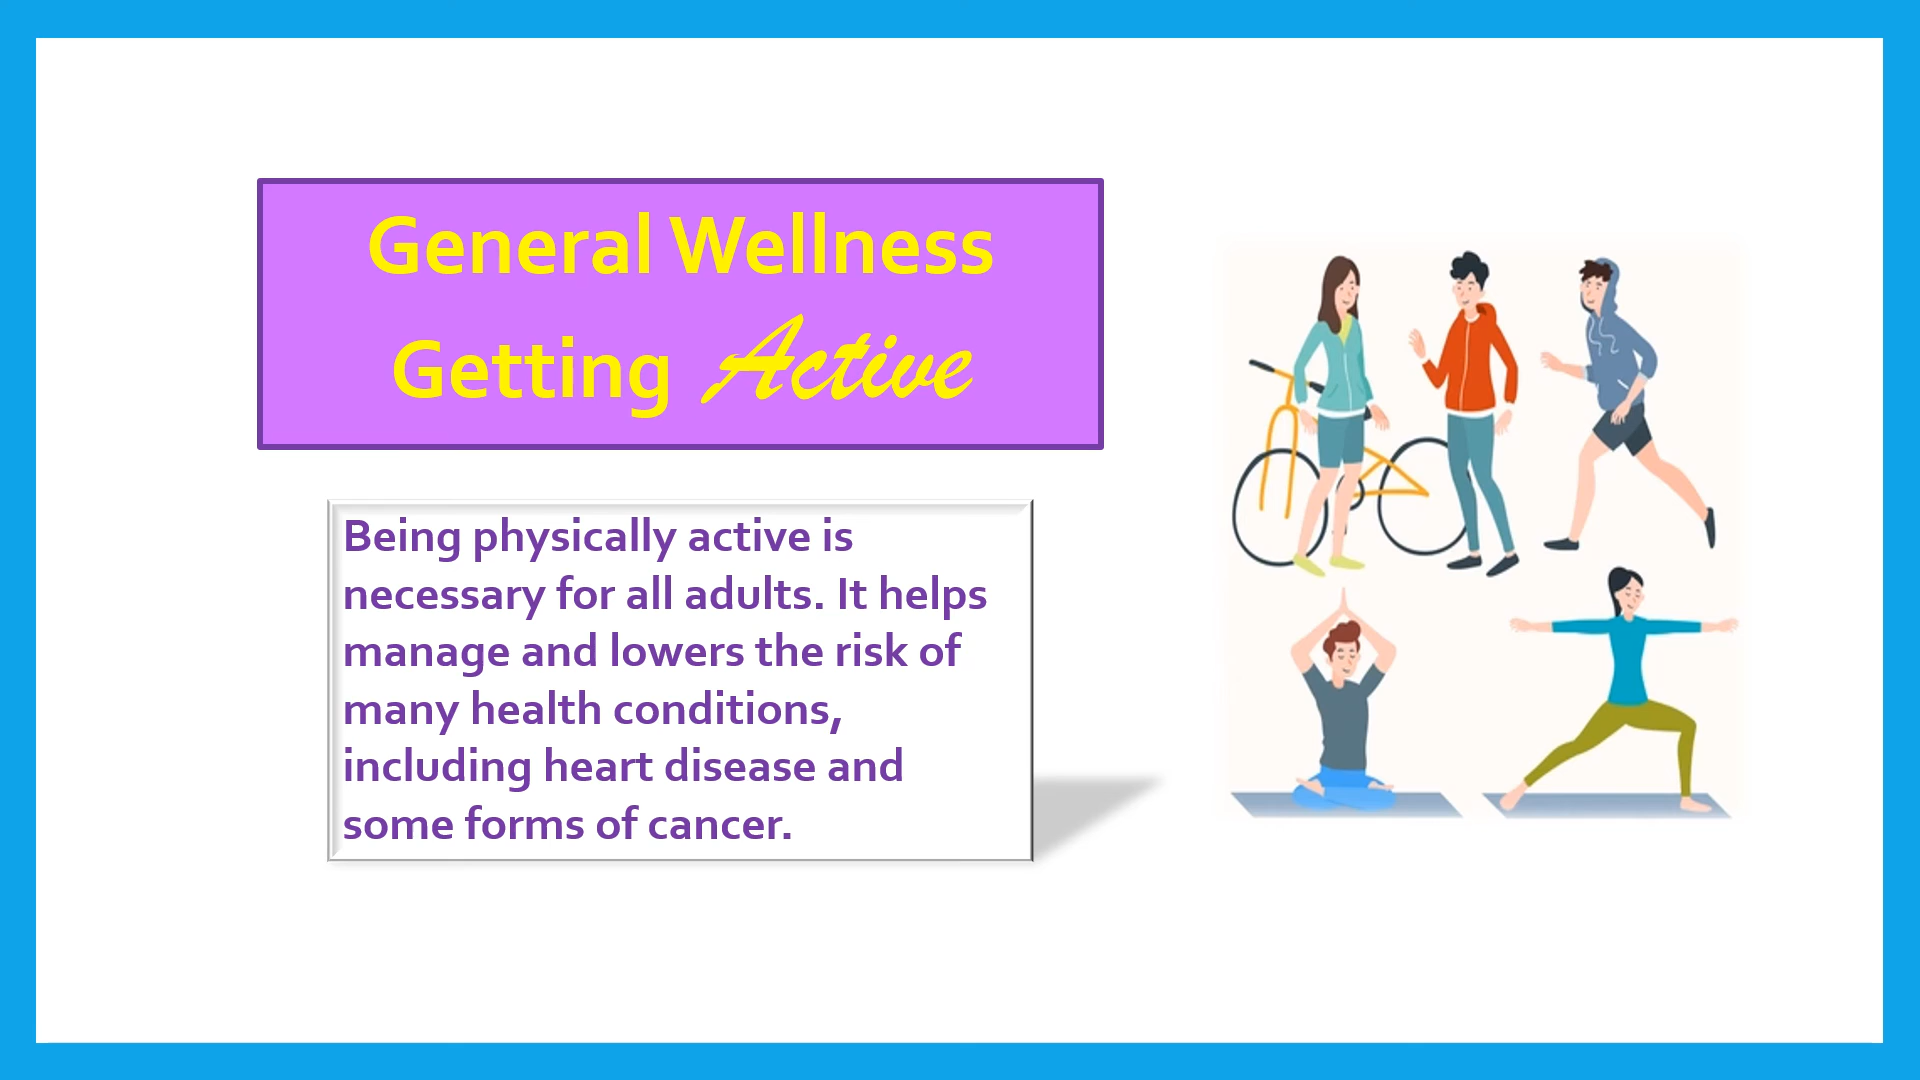 General Wellness
Getting Active
Being physically active is
necessary for all adults. It helps
manage and lowers the risk of
many health conditions,
including heart disease and
some forms of cancer.